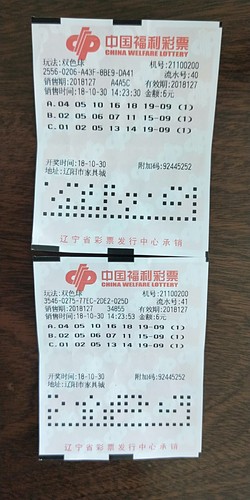 中国福利彩票
CHINA WELFARE LOTTERY
玩法:双色球 机号:21100200
2556-0206-A43F-0BE9-DA41 流水号:40
销售期:2018127 A4A5C 有效期:2018127
销售时间:18-10-30 14:23:30 金额:6元
A.04 05 10 16 18 19-09 (1)
B.02 05 06 07 13 15-09 (1)
C.01 02 05 13 14 29-09 (1)
开奖时间:18-10-30 附加码:92445252
地址:辽阳市家具城
辽宁省彩票发行中心承销
中国福利彩票
CHINA WELFARE LOTTERY
玩法:双色球 机号:21100200
3546-0275-77EC-2DE2-025D 流水号:41
销售期:2018127 34855 有效期:2018127
销售时间:18-10-30 14:23:53 金额:6元
A.04 05 10 16 18 19-09 (1)
B.02 05 06 07 13 15-09 (1)
C.01 02 05 13 14 29-09 (1)
开奖时间:18-10-30 附加码:92445252
地址:辽阳市家具城
辽宁省彩票发行中心承销